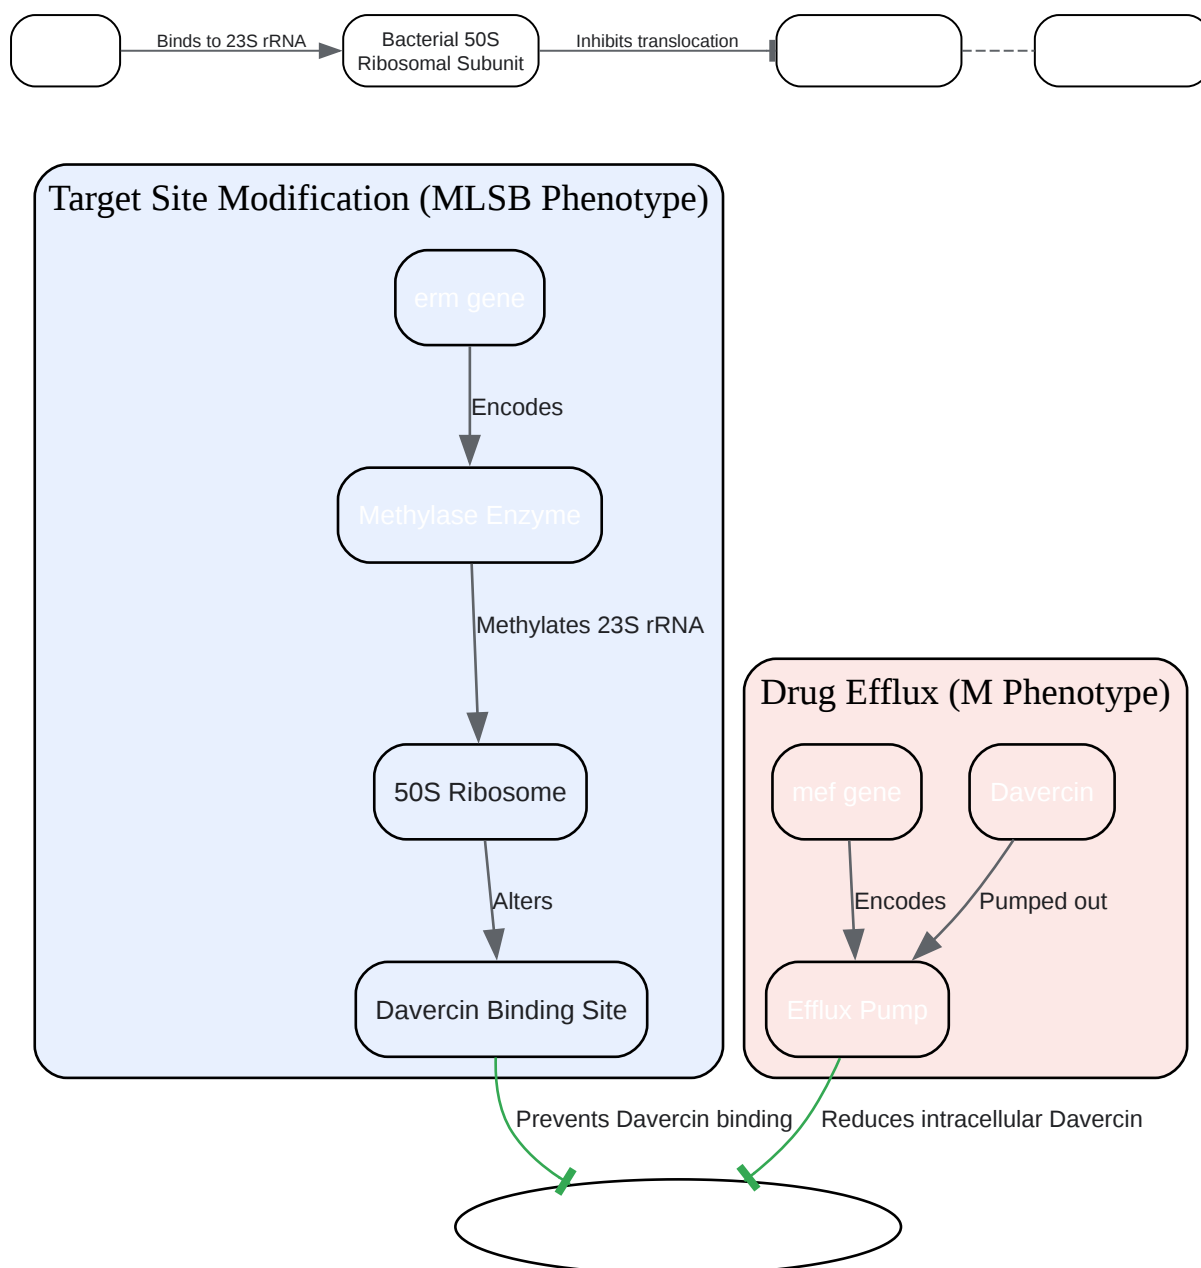 Binds to 23S rRNA
Bacterial 50S
Ribosomal Subunit
Inhibits translocation
Target Site Modification (MLSB Phenotype)
erm gene
Encodes
Methylase Enzyme
Methylates 23S rRNA
50S Ribosome
Alters
Davercin Binding Site
Drug Efflux (M Phenotype)
mef gene
Davercin
Encodes
Pumped out
Efflux Pump
Prevents Davercin binding
Reduces intracellular Davercin